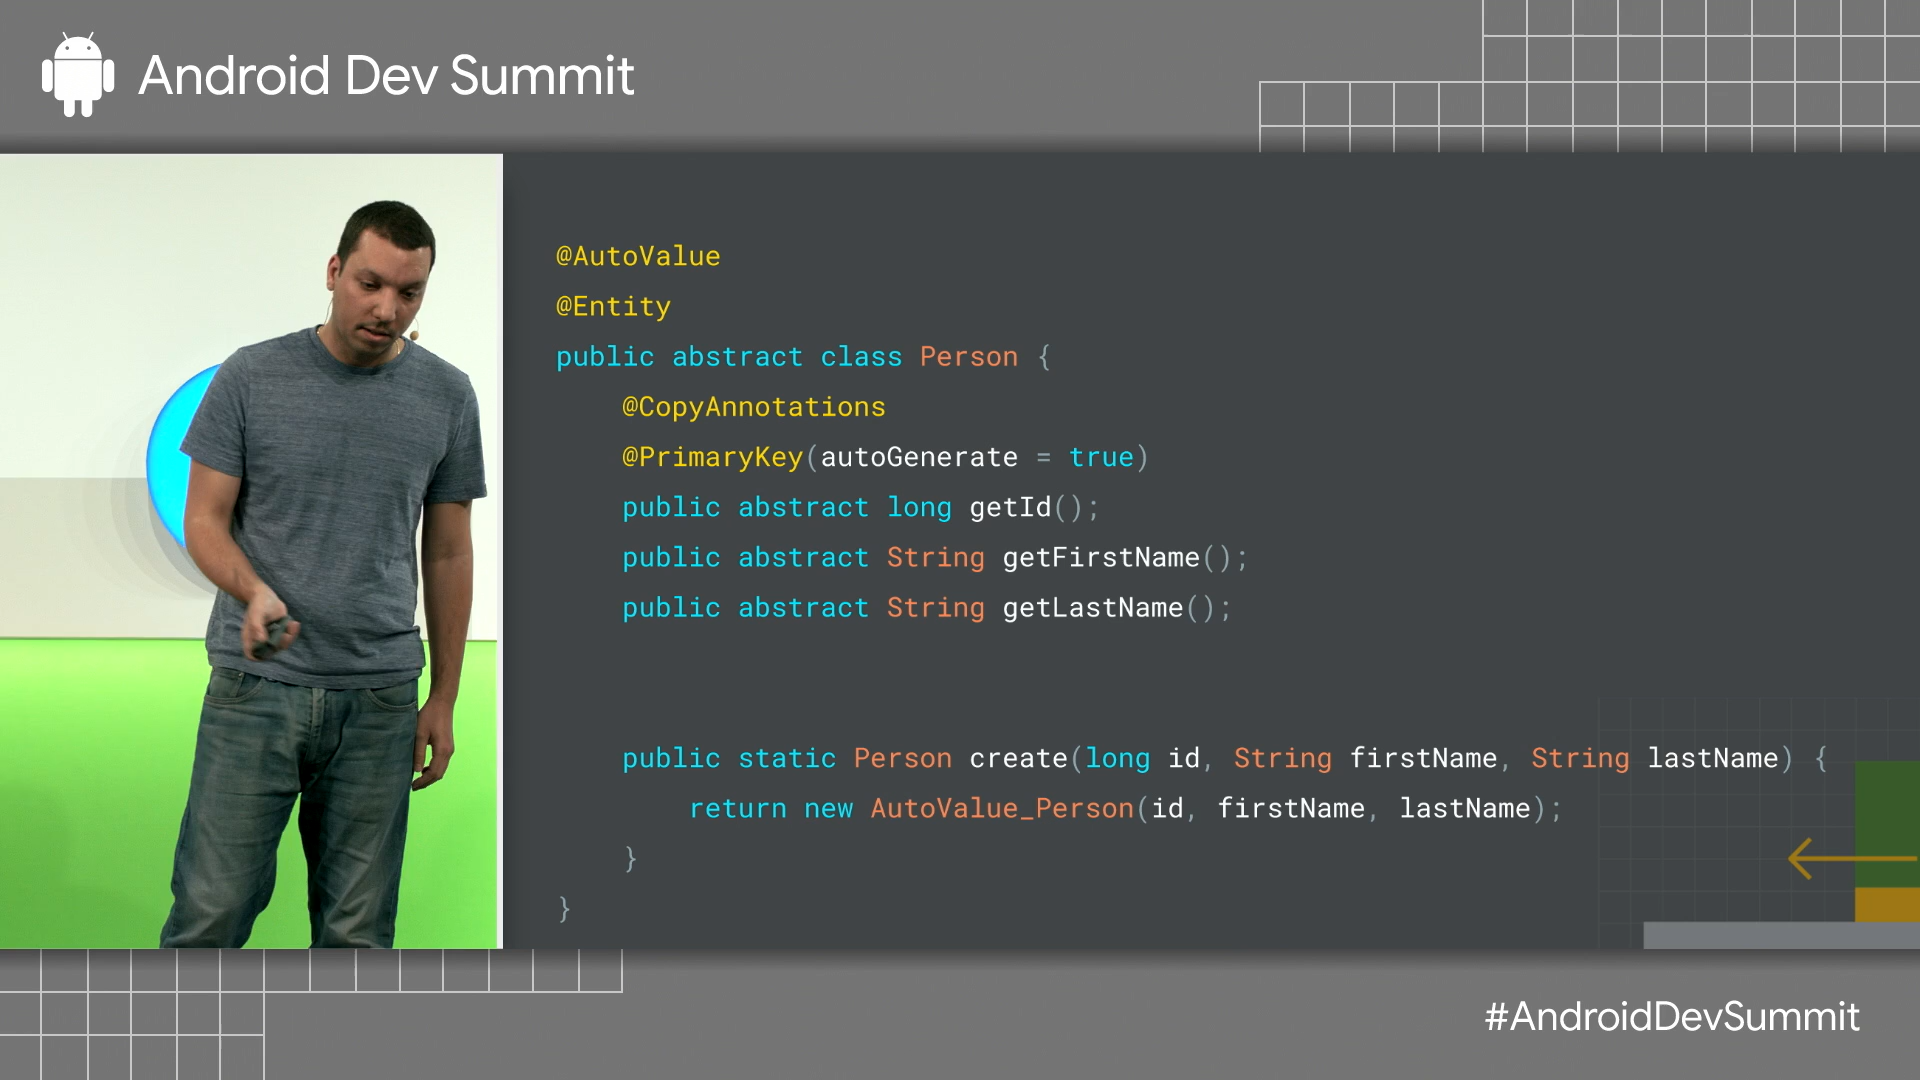 Android Dev Summit
@AutoValue
@Entity
public abstract class Person {
@CopyAnnotations
@PrimaryKey(autoGenerate = true)
public abstract long getId();
public abstract String getFirstName();
public abstract String getLastName();
public static Person create(long id, String firstName, String lastName) {
return new AutoValue_Person(id, firstName, lastName);
}
}
#AndroidDevSummit